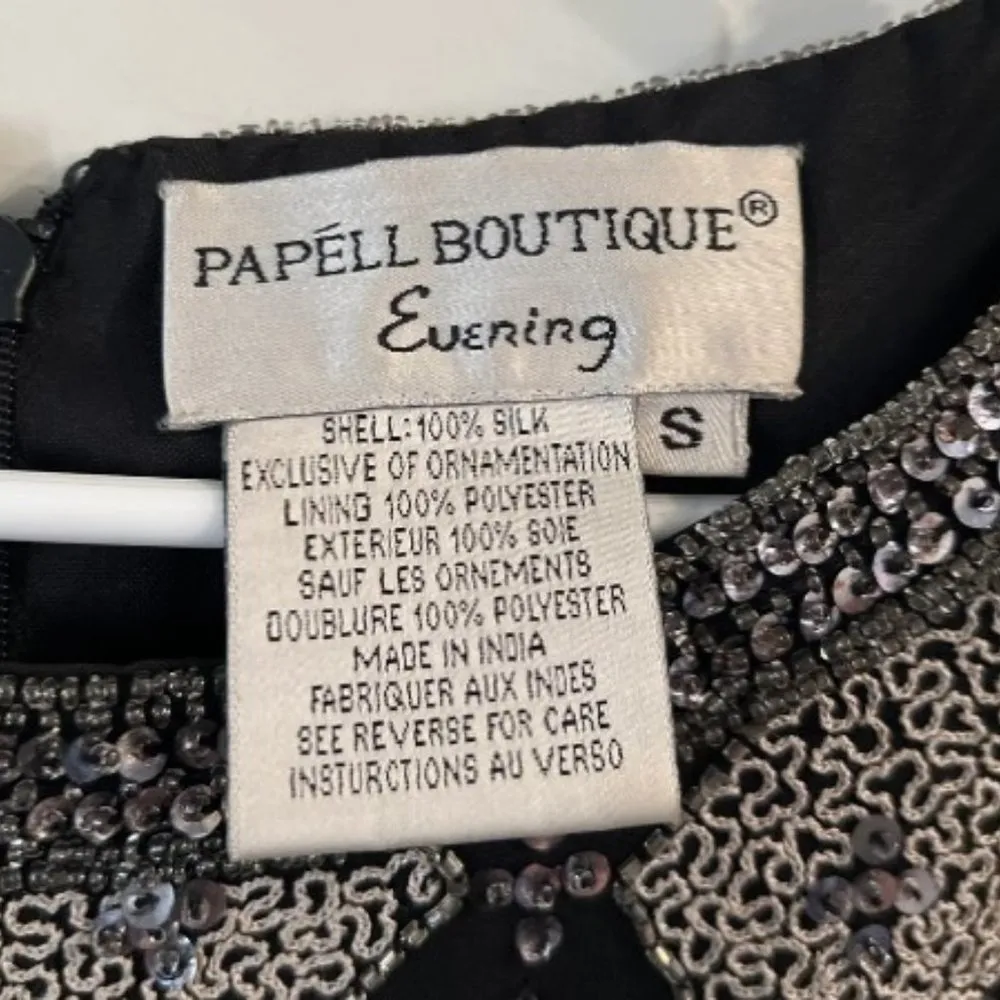 PAPÉLL BOUTIQUE®
Evening
S
SHELL: 100% SILK
EXCLUSIVE OF ORNAMENTATION
LINING 100% POLYESTER
EXTERIEUR 100% SOIE
SAUF LES ORNEMENTS
DOUBLURE 100% POLYESTER
MADE IN INDIA
FABRIQUER AUX INDES
SEE REVERSE FOR CARE
INSTURCTIONS AU VERSO